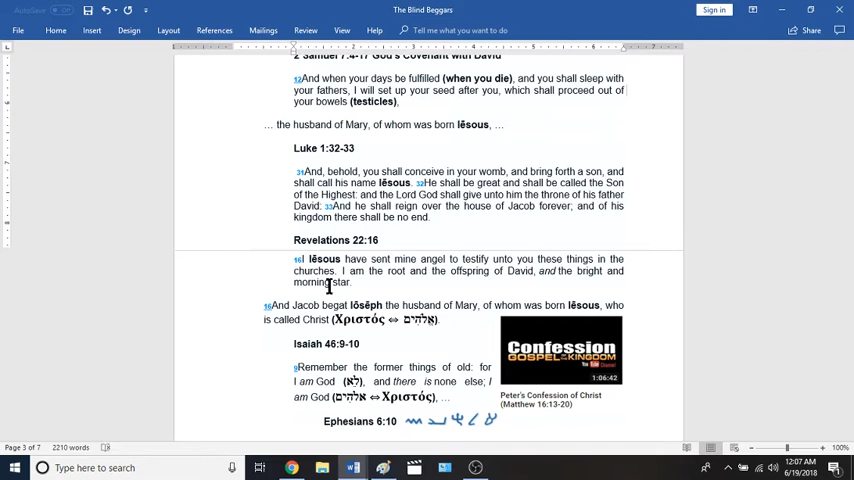 AutoSave
The Blind Beggars
Sign in
File Home Insert Draw Design Layout References Mailings Review View Help Tell me what you want to do Share
2 Samuel 7:4-17 God's Covenant with David
12And when your days be fulfilled (when you die), and you shall sleep with
your fathers, I will set up your seed after you, which shall proceed out of
your bowels (testicles),
… the husband of Mary, of whom was born Iēsous, …
Luke 1:32-33
31And, behold, you shall conceive in your womb, and bring forth a son, and
shall call his name Iēsous. 32He shall be great and shall be called the Son
of the Highest: and the Lord God shall give unto him the throne of his father
David: 33And he shall reign over the house of Jacob forever; and of his
kingdom there shall be no end.
Revelations 22:16
16I Iēsous have sent mine angel to testify unto you these things in the
churches. I am the root and the offspring of David, and the bright and
morning star.
16And Jacob begat Iōsēph the husband of Mary, of whom was born Iēsous, who
is called Christ (Χριστός ⇔ אֱלֹהִים).
Isaiah 46:9-10
9Remember the former things of old: for
I am God (לֵא), and there is none else; I
am God (אלהים ⇔ Χριστός), …
Confession
GOSPEL OF THE KINGDOM
YouTube Channel
1:06:42
Peter's Confession of Christ
(Matthew 16:13-20)
Ephesians 6:10
Page 3 of 7 2210 words
100%
Type here to search
12:07 AM
6/19/2018